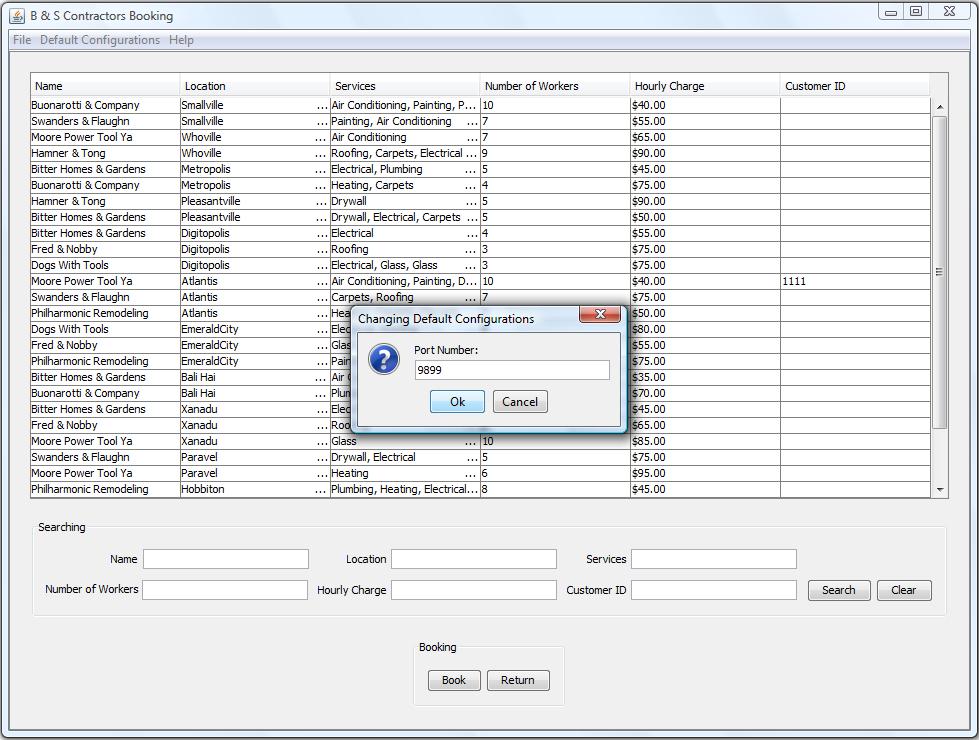 B & S Contractors Booking
File Default Configurations Help
Name Location Services Number of Workers Hourly Charge Customer ID
Buonarotti & Company Smallville ... Air Conditioning, Painting, P... 10 $40.00
Swanders & Flaughn Smallville ... Painting, Air Conditioning ... 7 $55.00
Moore Power Tool Ya Whoville ... Air Conditioning ... 7 $65.00
Hamner & Tong Whoville ... Roofing, Carpets, Electrical ... 9 $90.00
Bitter Homes & Gardens Metropolis ... Electrical, Plumbing ... 5 $45.00
Buonarotti & Company Metropolis ... Heating, Carpets ... 4 $75.00
Hamner & Tong Pleasantville ... Drywall ... 5 $90.00
Bitter Homes & Gardens Pleasantville ... Drywall, Electrical, Carpets ... 5 $50.00
Bitter Homes & Gardens Digitopolis ... Electrical ... 4 $55.00
Fred & Nobby Digitopolis ... Roofing ... 3 $75.00
Dogs With Tools Digitopolis ... Electrical, Glass, Glass ... 3 $75.00
Moore Power Tool Ya Atlantis ... Air Conditioning, Painting, D... 10 $40.00 1111
Swanders & Flaughn Atlantis ... Carpets, Roofing ... 7 $75.00
Philharmonic Remodeling Atlantis ... Hea $50.00
Dogs With Tools EmeraldCity ... Elec $80.00
Fred & Nobby EmeraldCity ... Glas $55.00
Philharmonic Remodeling EmeraldCity ... Pain $75.00
Bitter Homes & Gardens Bali Hai ... Air $35.00
Buonarotti & Company Bali Hai ... Plum $70.00
Bitter Homes & Gardens Xanadu ... Elec $45.00
Fred & Nobby Xanadu ... Roo $65.00
Moore Power Tool Ya Xanadu ... Glass ... 10 $85.00
Swanders & Flaughn Paravel ... Drywall, Electrical ... 5 $75.00
Moore Power Tool Ya Paravel ... Heating ... 6 $95.00
Philharmonic Remodeling Hobbiton ... Plumbing, Heating, Electrical... 8 $45.00
Changing Default Configurations
Port Number:
9899
Ok Cancel
Searching
Name Location Services
Number of Workers Hourly Charge Customer ID Search Clear
Booking
Book Return